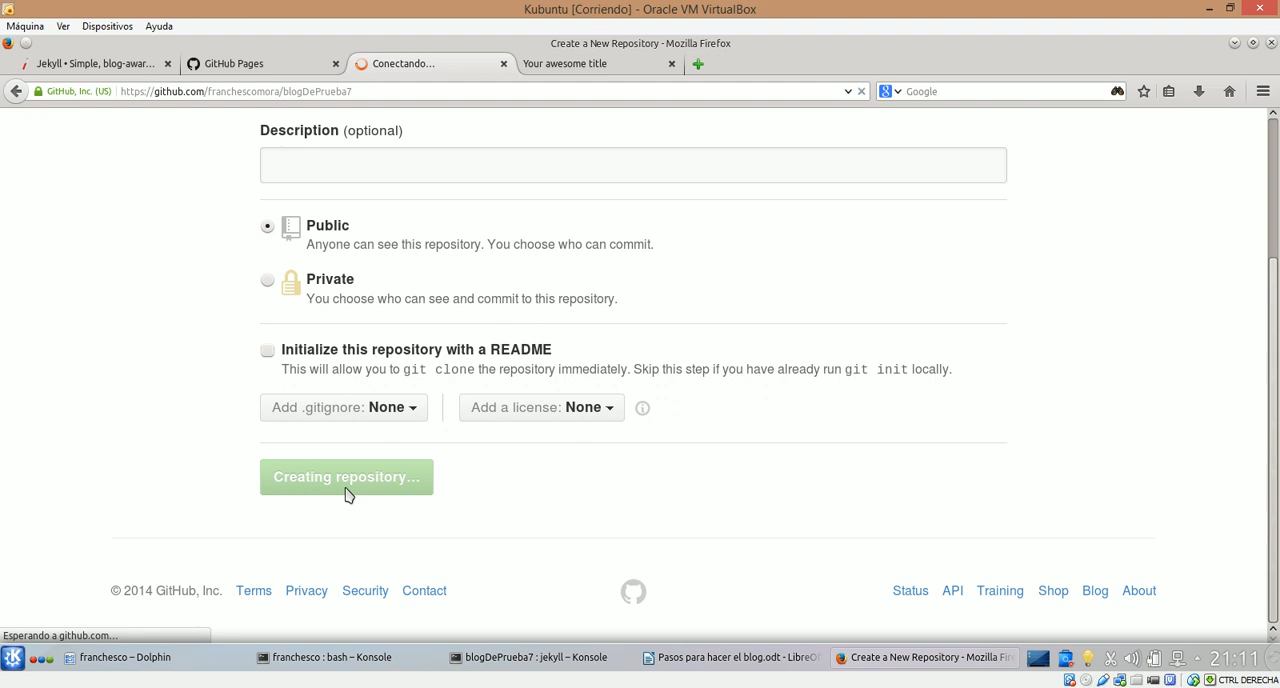 Kubuntu [Corriendo] - Oracle VM VirtualBox
Máquina Ver Dispositivos Ayuda
Create a New Repository - Mozilla Firefox
Jekyll • Simple, blog-awar... GitHub Pages Conectando... Your awesome title
GitHub, Inc. (US) https://github.com/franchescomora/blogDePrueba7 Google
Description (optional)
Public
Anyone can see this repository. You choose who can commit.
Private
You choose who can see and commit to this repository.
Initialize this repository with a README
This will allow you to git clone the repository immediately. Skip this step if you have already run git init locally.
Add .gitignore: None Add a license: None
Creating repository...
© 2014 GitHub, Inc. Terms Privacy Security Contact Status API Training Shop Blog About
Esperando a github.com...
franchesco – Dolphin franchesco : bash – Konsole blogDePrueba7 : jekyll – Konsole Pasos para instalar blog.odt - LibreOf Create a New Repository - Mozilla Fir 21:11
CTRL DERECHA